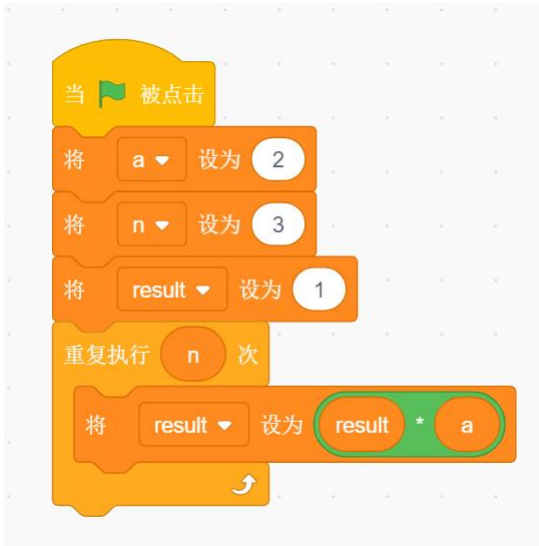 当 被点击
将 a 设为 2
将 n 设为 3
将 result 设为 1
重复执行 n 次
将 result 设为 result * a